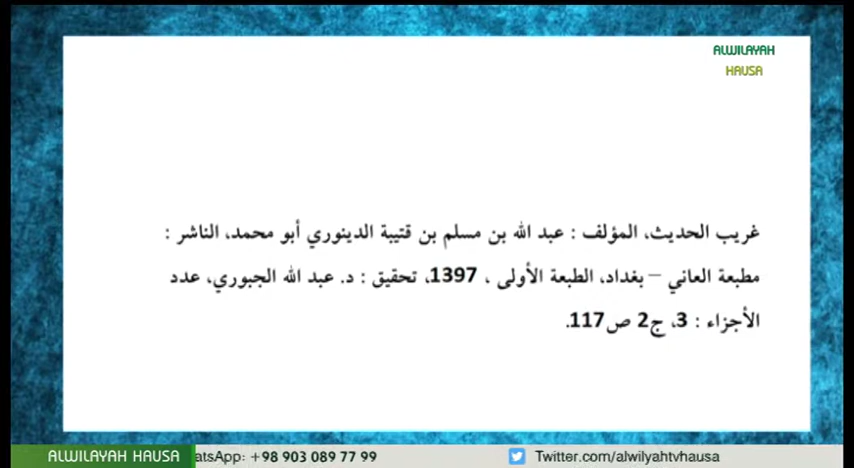 ALWILAYAH
HAUSA
غريب الحديث، المؤلف : عبد الله بن مسلم بن قتيبة الدينوري أبو محمد، الناشر :
مطبعة العاني – بغداد، الطبعة الأولى ، 1397، تحقيق : د. عبد الله الجبوري، عدد
الأجزاء : 3، ج2 ص117.
ALWILAYAH HAUSA atsApp: +98 903 089 77 99 Twitter.com/alwilyahtvhausa